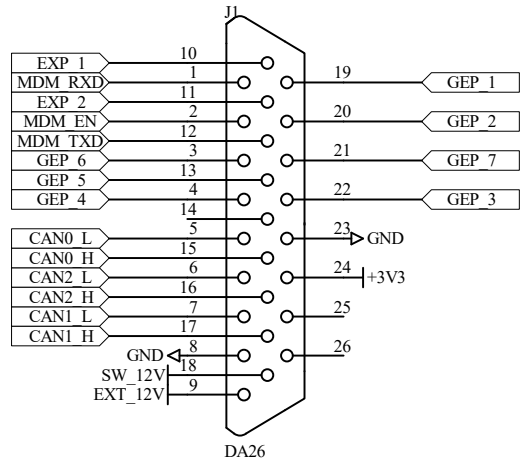 J1
EXP_1 10
MDM_RXD 1 19 GEP_1
EXP_2 11
MDM_EN 2 20 GEP_2
MDM_TXD 12
GEP_6 3 21 GEP_7
GEP_5 13
GEP_4 4 22 GEP_3
14
CAN0_L 5 23 GND
CAN0_H 15
CAN2_L 6 24 +3V3
CAN2_H 16
CAN1_L 7 25
CAN1_H 17
GND 8 26
SW_12V 18
EXT_12V 9
DA26